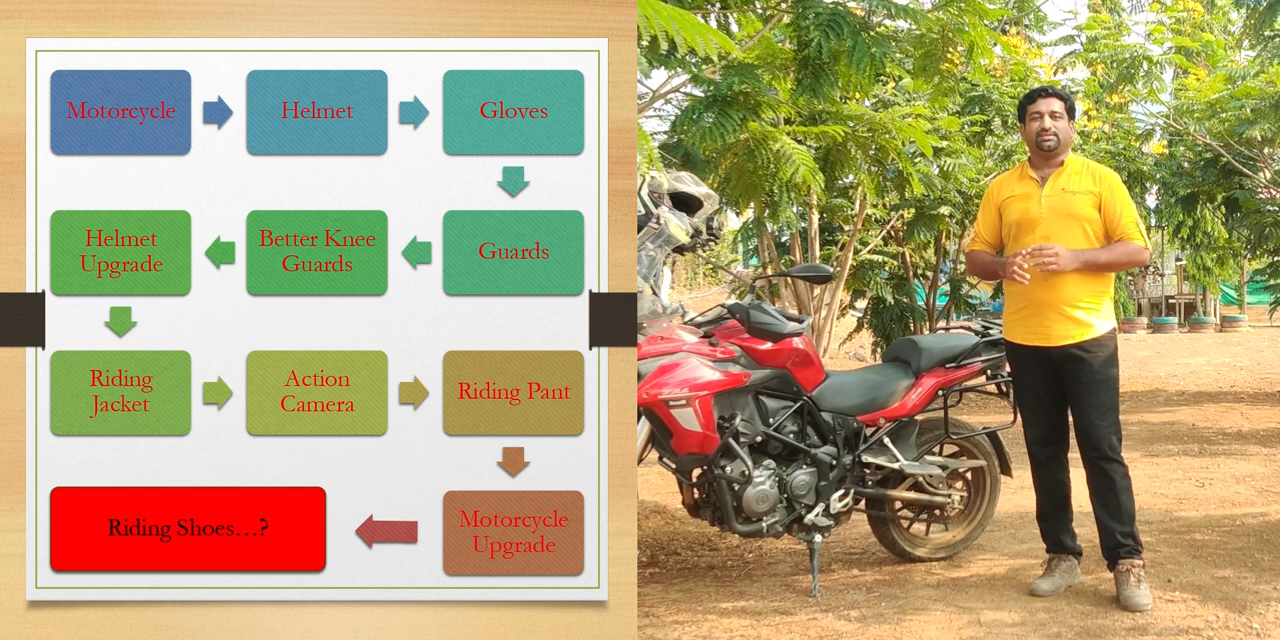 Motorcycle
Helmet
Gloves
Guards
Better Knee
Guards
Helmet
Upgrade
Riding
Jacket
Action
Camera
Riding Pant
Motorcycle
Upgrade
Riding Shoes...?